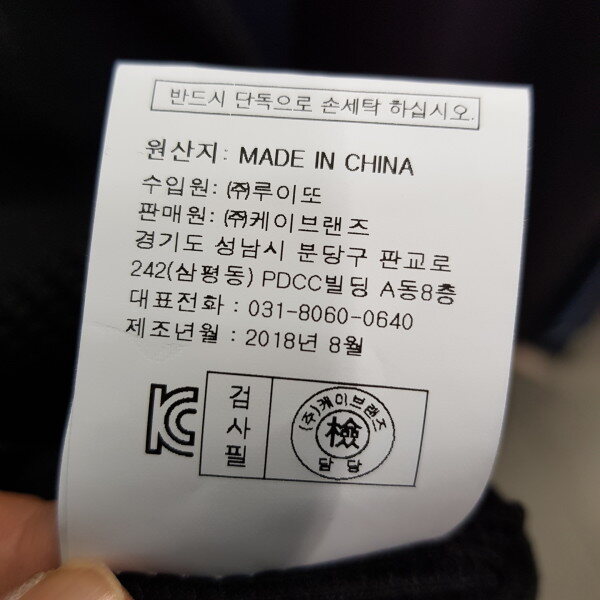 반드시 단독으로 손세탁 하십시오.
원산지: MADE IN CHINA
수입원: ㈜루이또
판매원: ㈜케이브랜즈
경기도 성남시 분당구 판교로
242(삼평동) PDCC빌딩 A동8층
대표전화 : 031-8060-0640
제조년월 : 2018년 8월
KC
검사필
(주)케이브랜즈
檢
담당